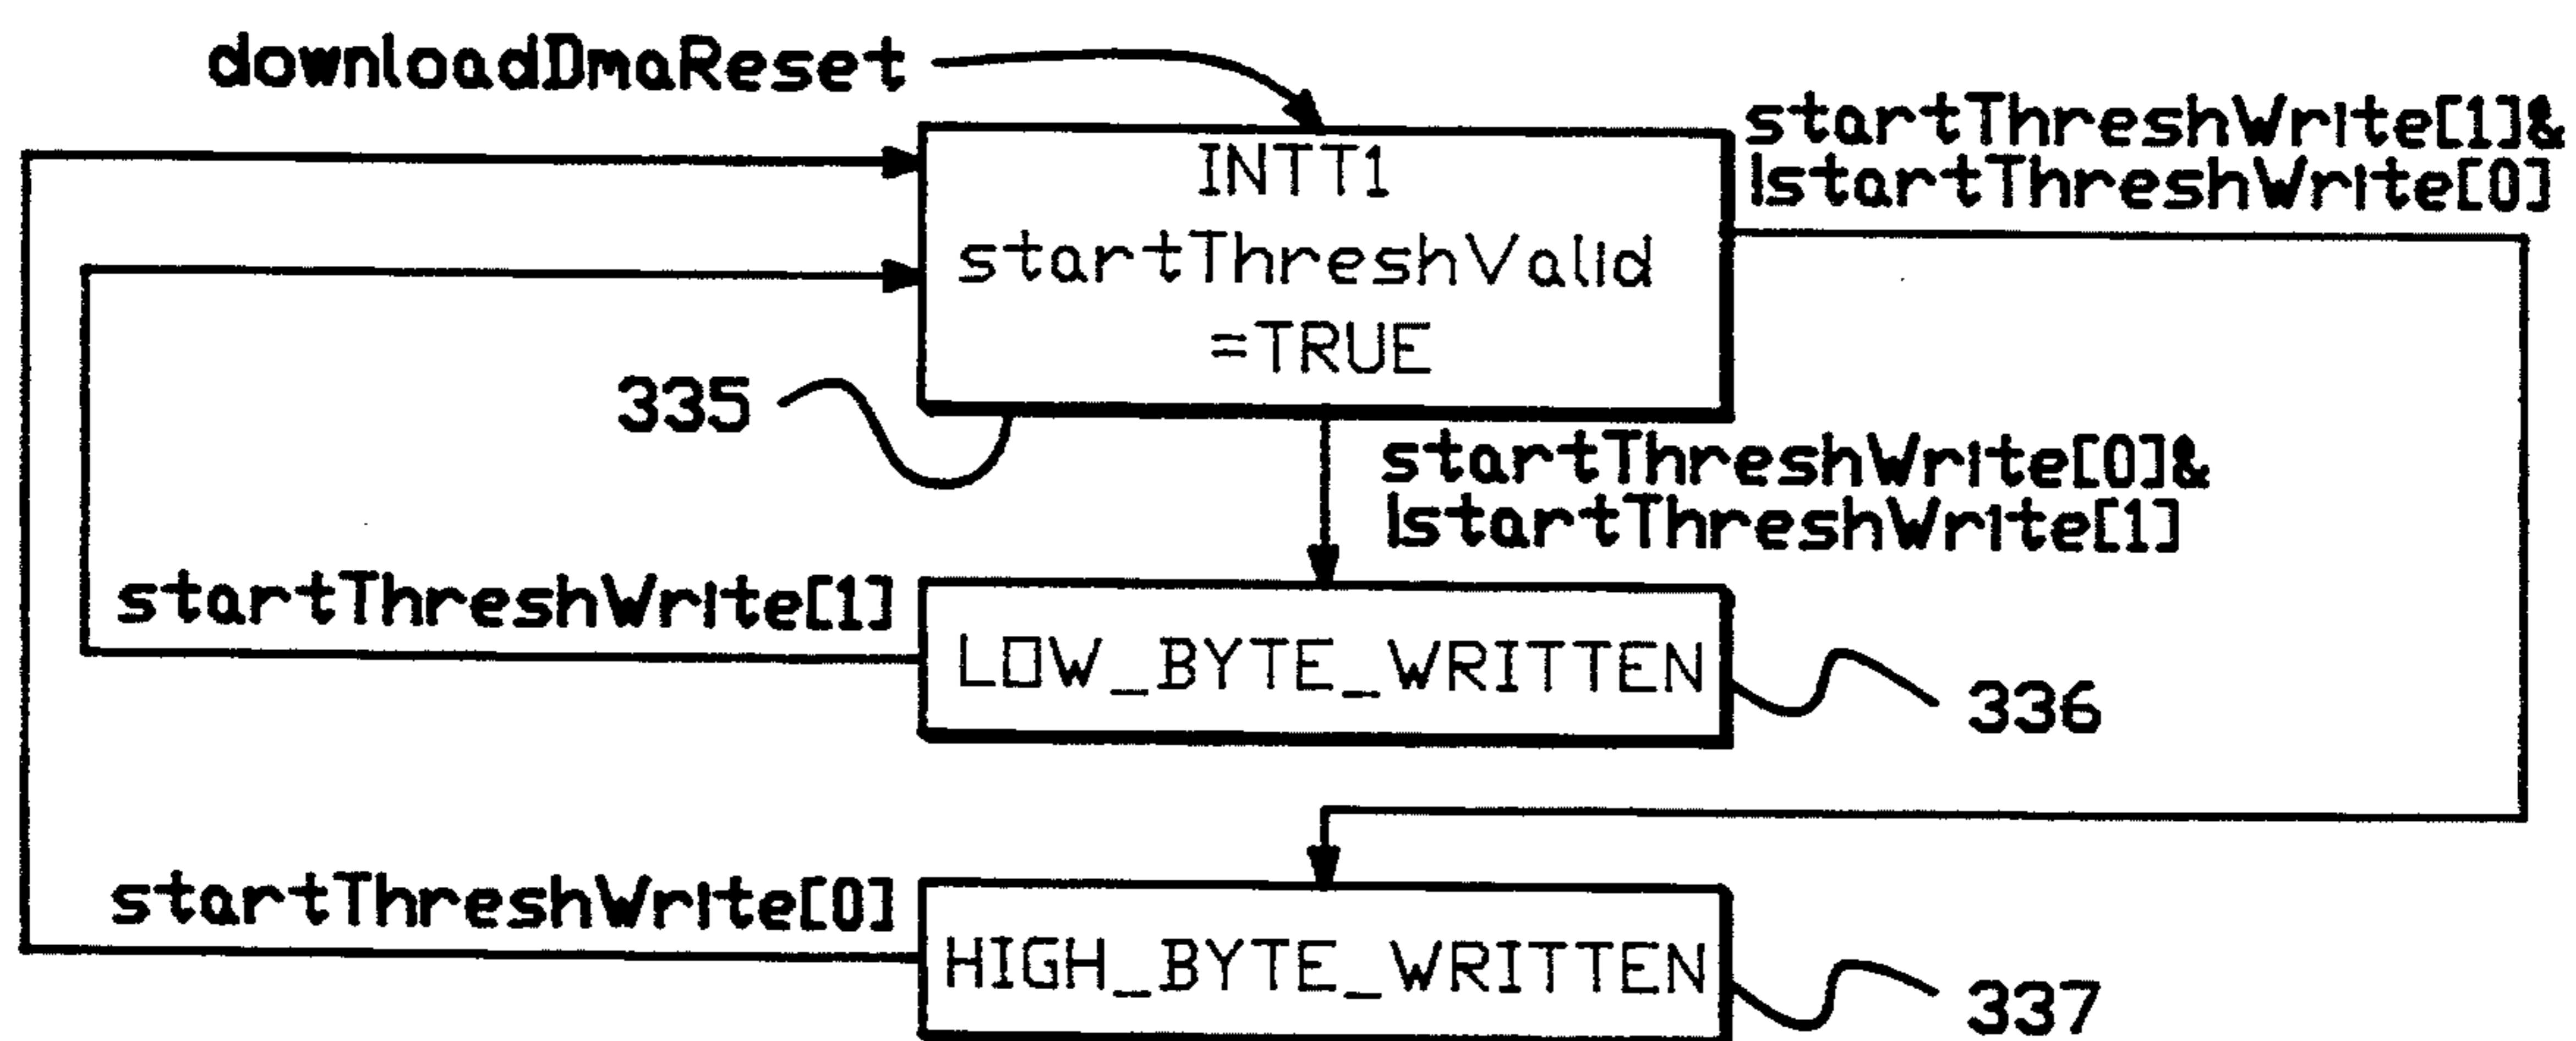 downloadDmaReset
startThreshWrite[1]&
!startThreshWrite[0]
INTT1
startThreshValid
=TRUE
335
startThreshWrite[0]&
!startThreshWrite[1]
startThreshWrite[1]
LOW_BYTE_WRITTEN
336
startThreshWrite[0]
HIGH_BYTE_WRITTEN
337